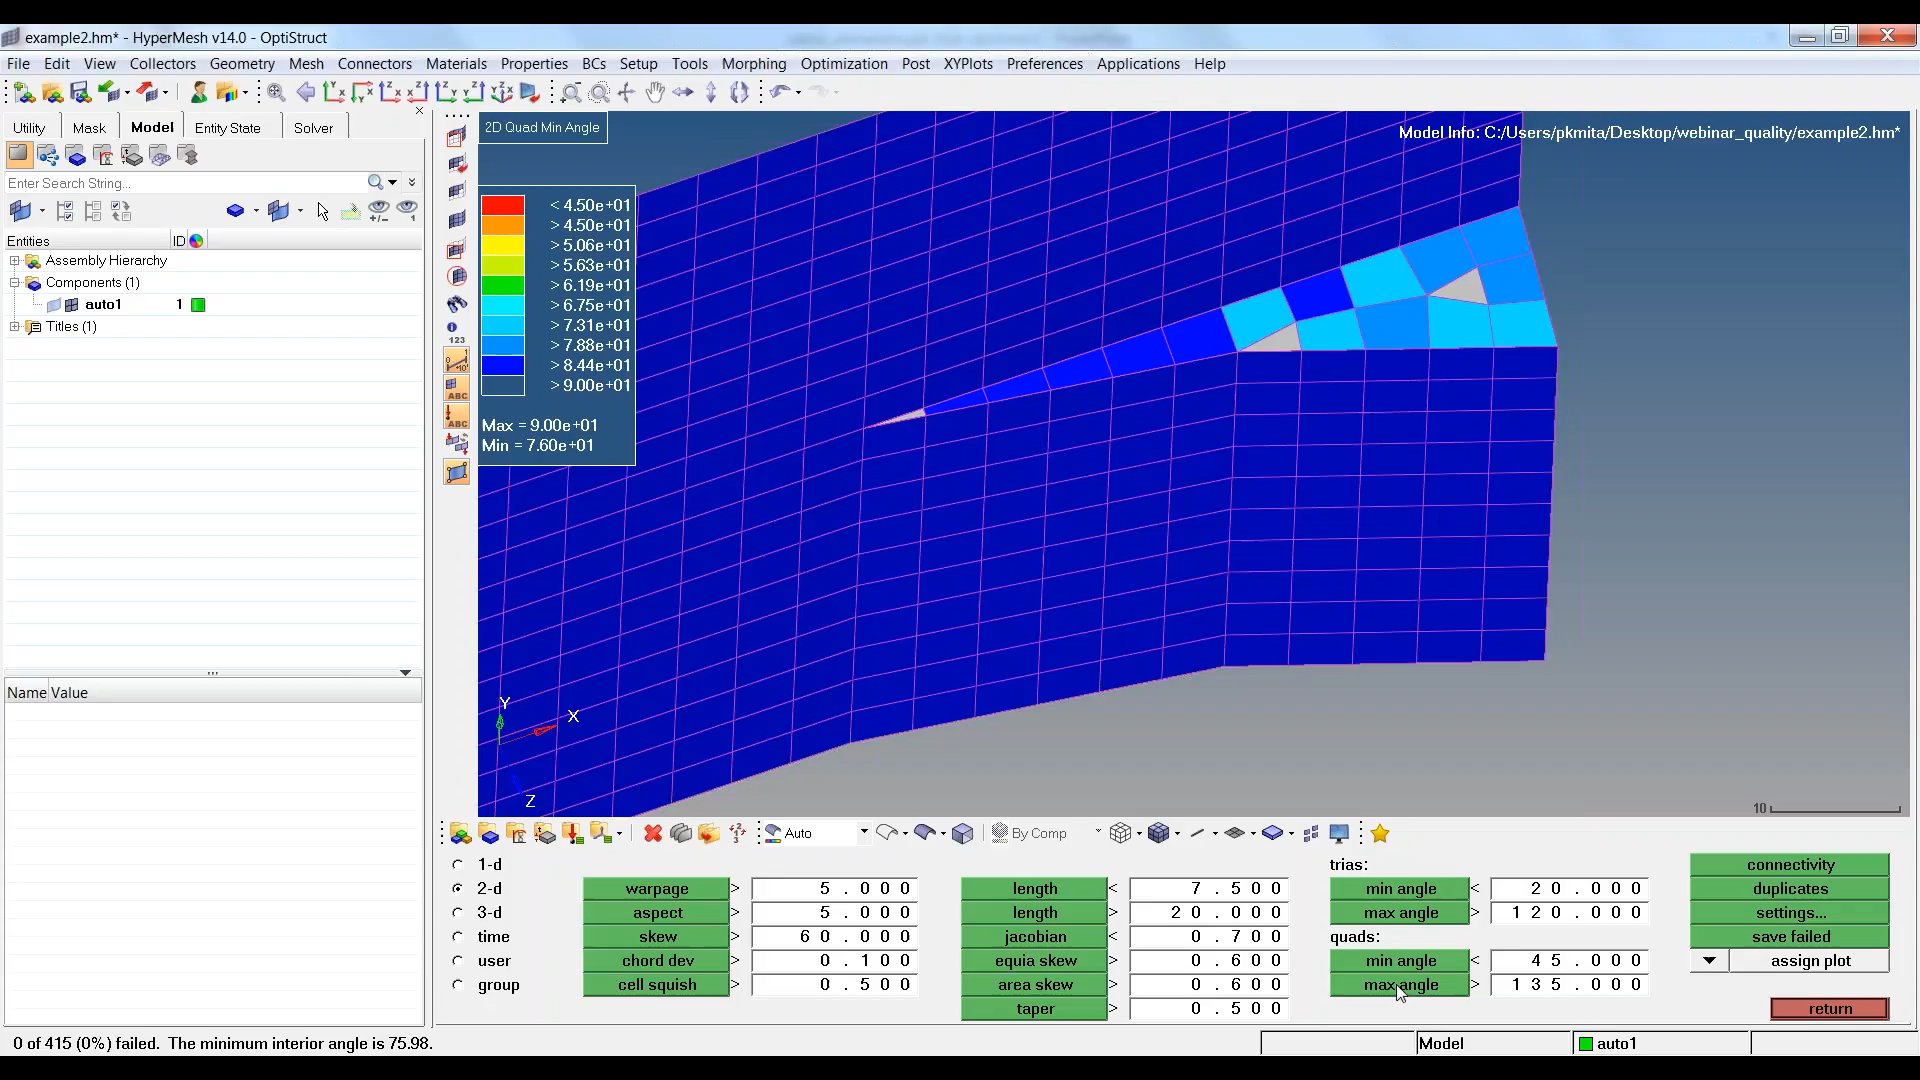 example2.hm* - HyperMesh v14.0 - OptiStruct
File Edit View Collectors Geometry Mesh Connectors Materials Properties BCs Setup Tools Morphing Optimization Post XYPlots Preferences Applications Help
Utility Mask Model Entity State Solver
Enter Search String...
Entities ID
Assembly Hierarchy
Components (1)
auto1 1
Titles (1)
Name Value
123
ABC
ABC
2D Quad Min Angle
Model Info: C:/Users/pkmita/Desktop/webinar_quality/example2.hm*
< 4.50e+01
> 4.50e+01
> 5.06e+01
> 5.63e+01
> 6.19e+01
> 6.75e+01
> 7.31e+01
> 7.88e+01
> 8.44e+01
> 9.00e+01
Max = 9.00e+01
Min = 7.60e+01
Y
X
Z
10
Auto By Comp
1-d
2-d
3-d
time
user
group
warpage > 5.000
aspect > 5.000
skew > 60.000
chord dev > 0.100
cell squish > 0.500
length < 7.500
length > 20.000
jacobian < 0.700
equia skew > 0.600
area skew > 0.600
taper > 0.500
trias:
min angle < 20.000
max angle > 120.000
quads:
min angle < 45.000
max angle > 135.000
connectivity
duplicates
settings...
save failed
assign plot
return
0 of 415 (0%) failed. The minimum interior angle is 75.98.
Model
auto1